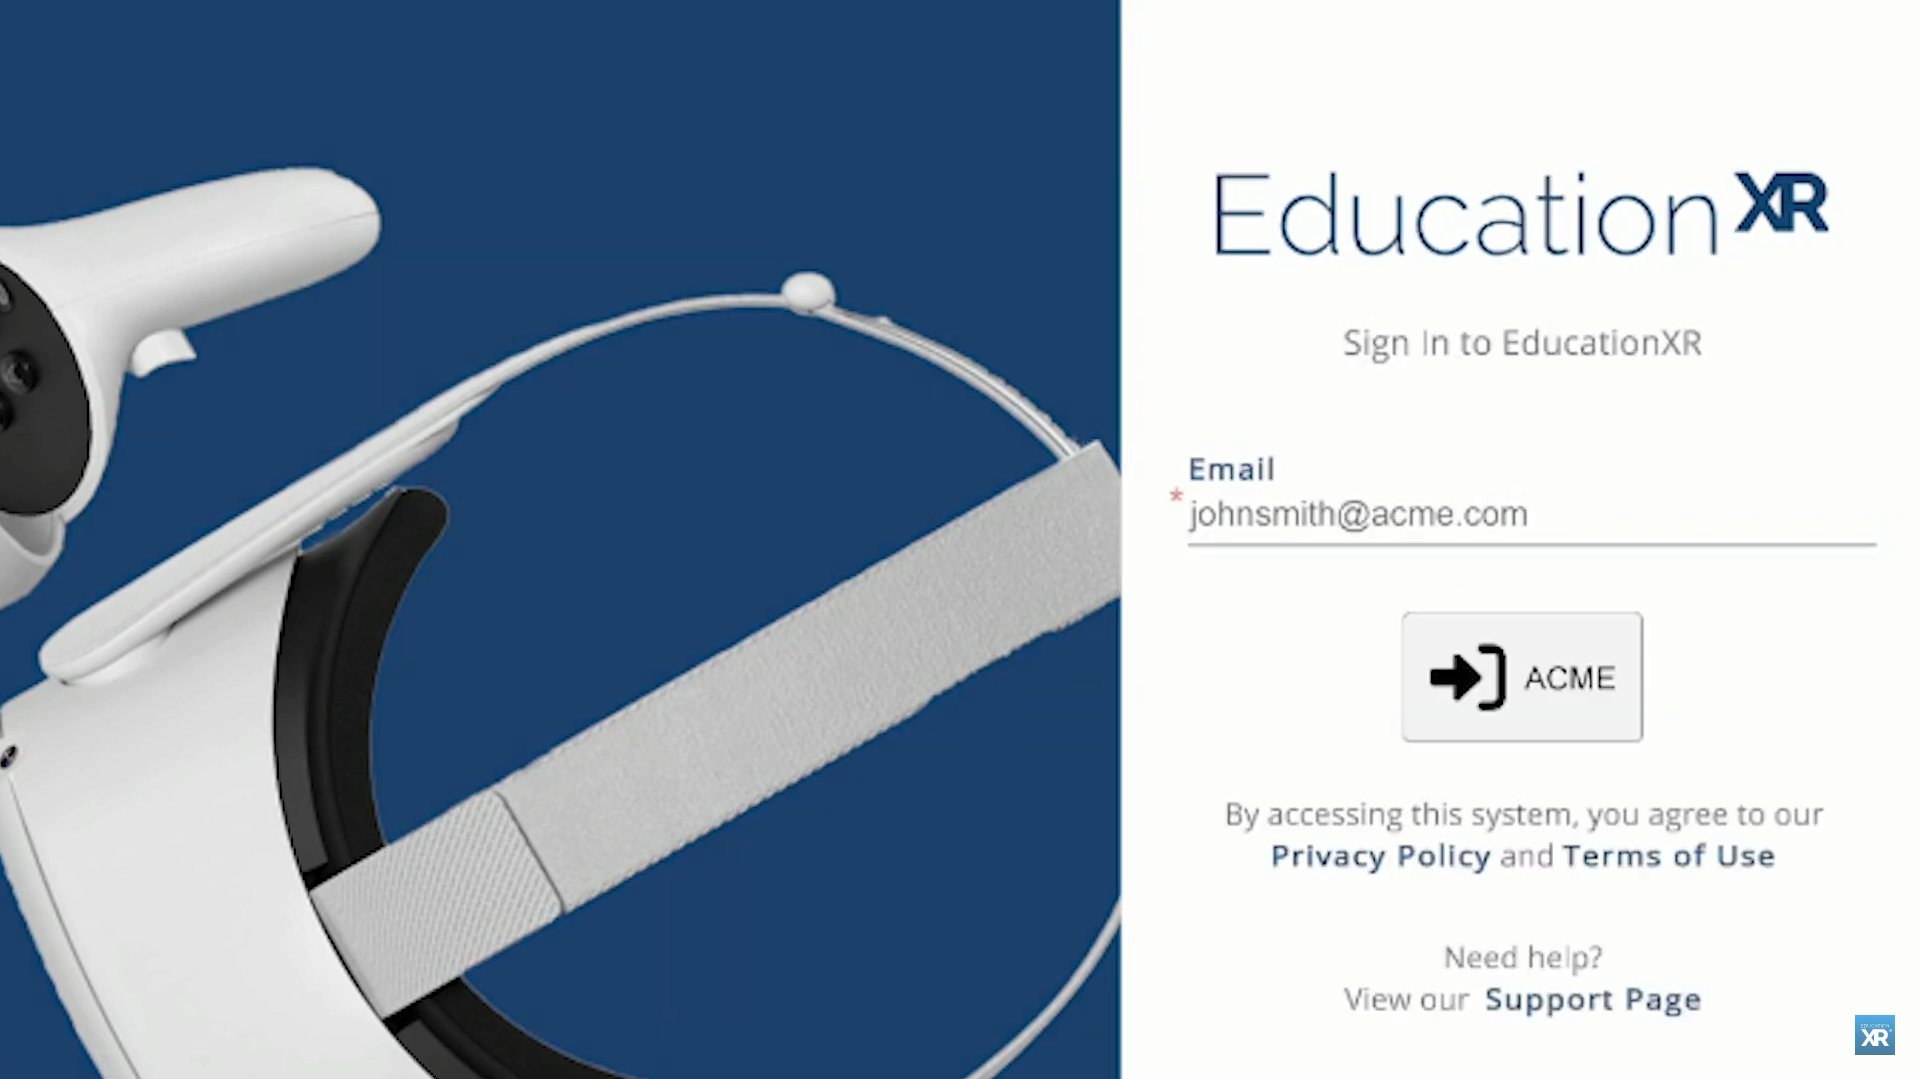 EducationXR
Sign In to EducationXR
Email
*
johnsmith@acme.com
ACME
By accessing this system, you agree to our
Privacy Policy and Terms of Use
Need help?
View our Support Page
EDUCATION
XR